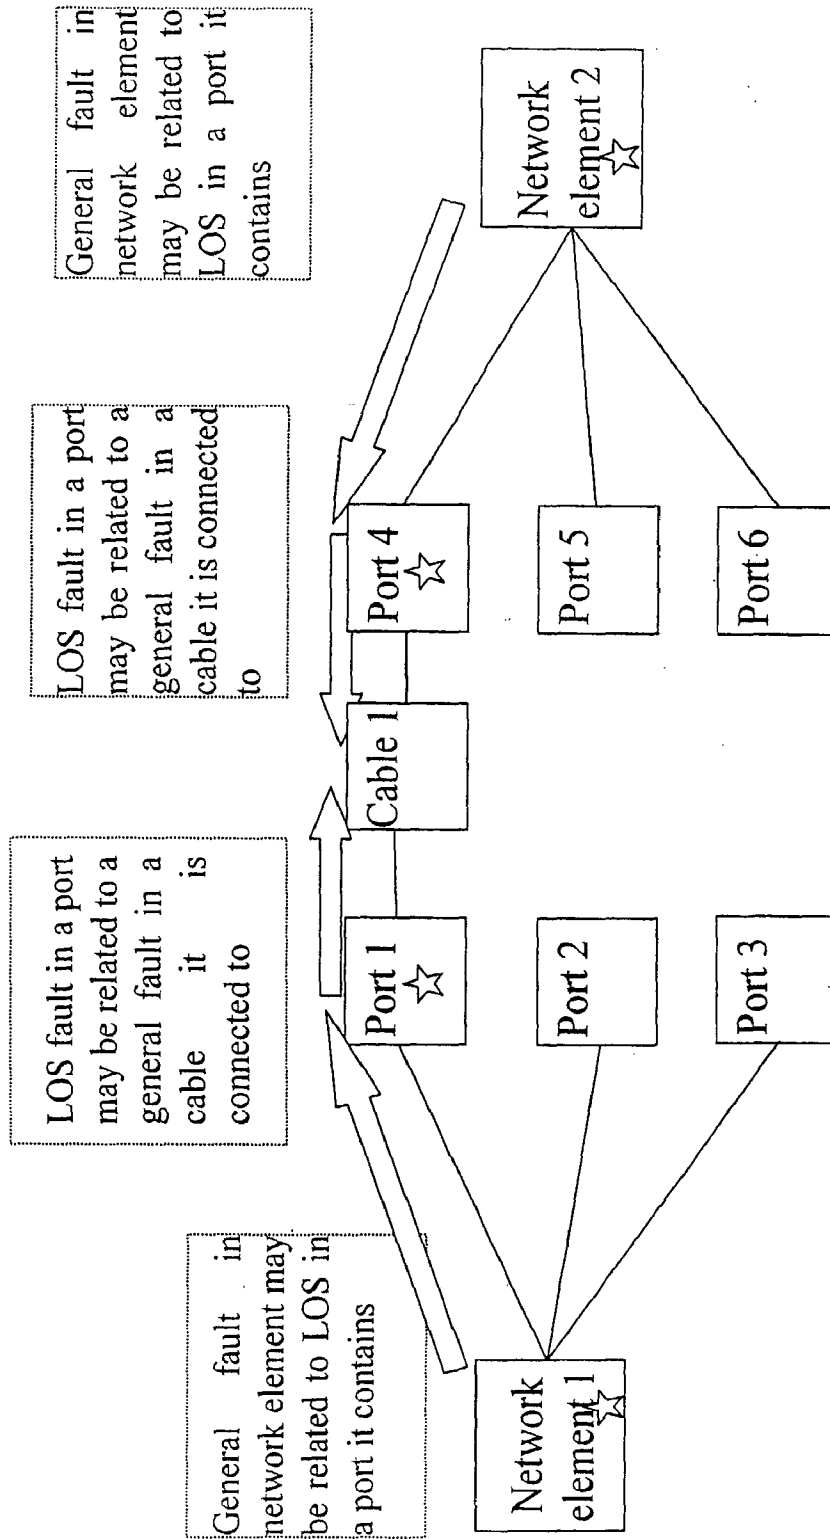 General fault in
network element may
be related to LOS in
a port it contains
LOS fault in a port
may be related to a
general fault in a
cable it is
connected to
LOS fault in a port
may be related to a
general fault in a
cable it is connected
to
General fault in
network element
may be related to
LOS in a port it
contains
Network
element 1
Port 1
Port 2
Port 3
Cable 1
Port 4
Port 5
Port 6
Network
element 2